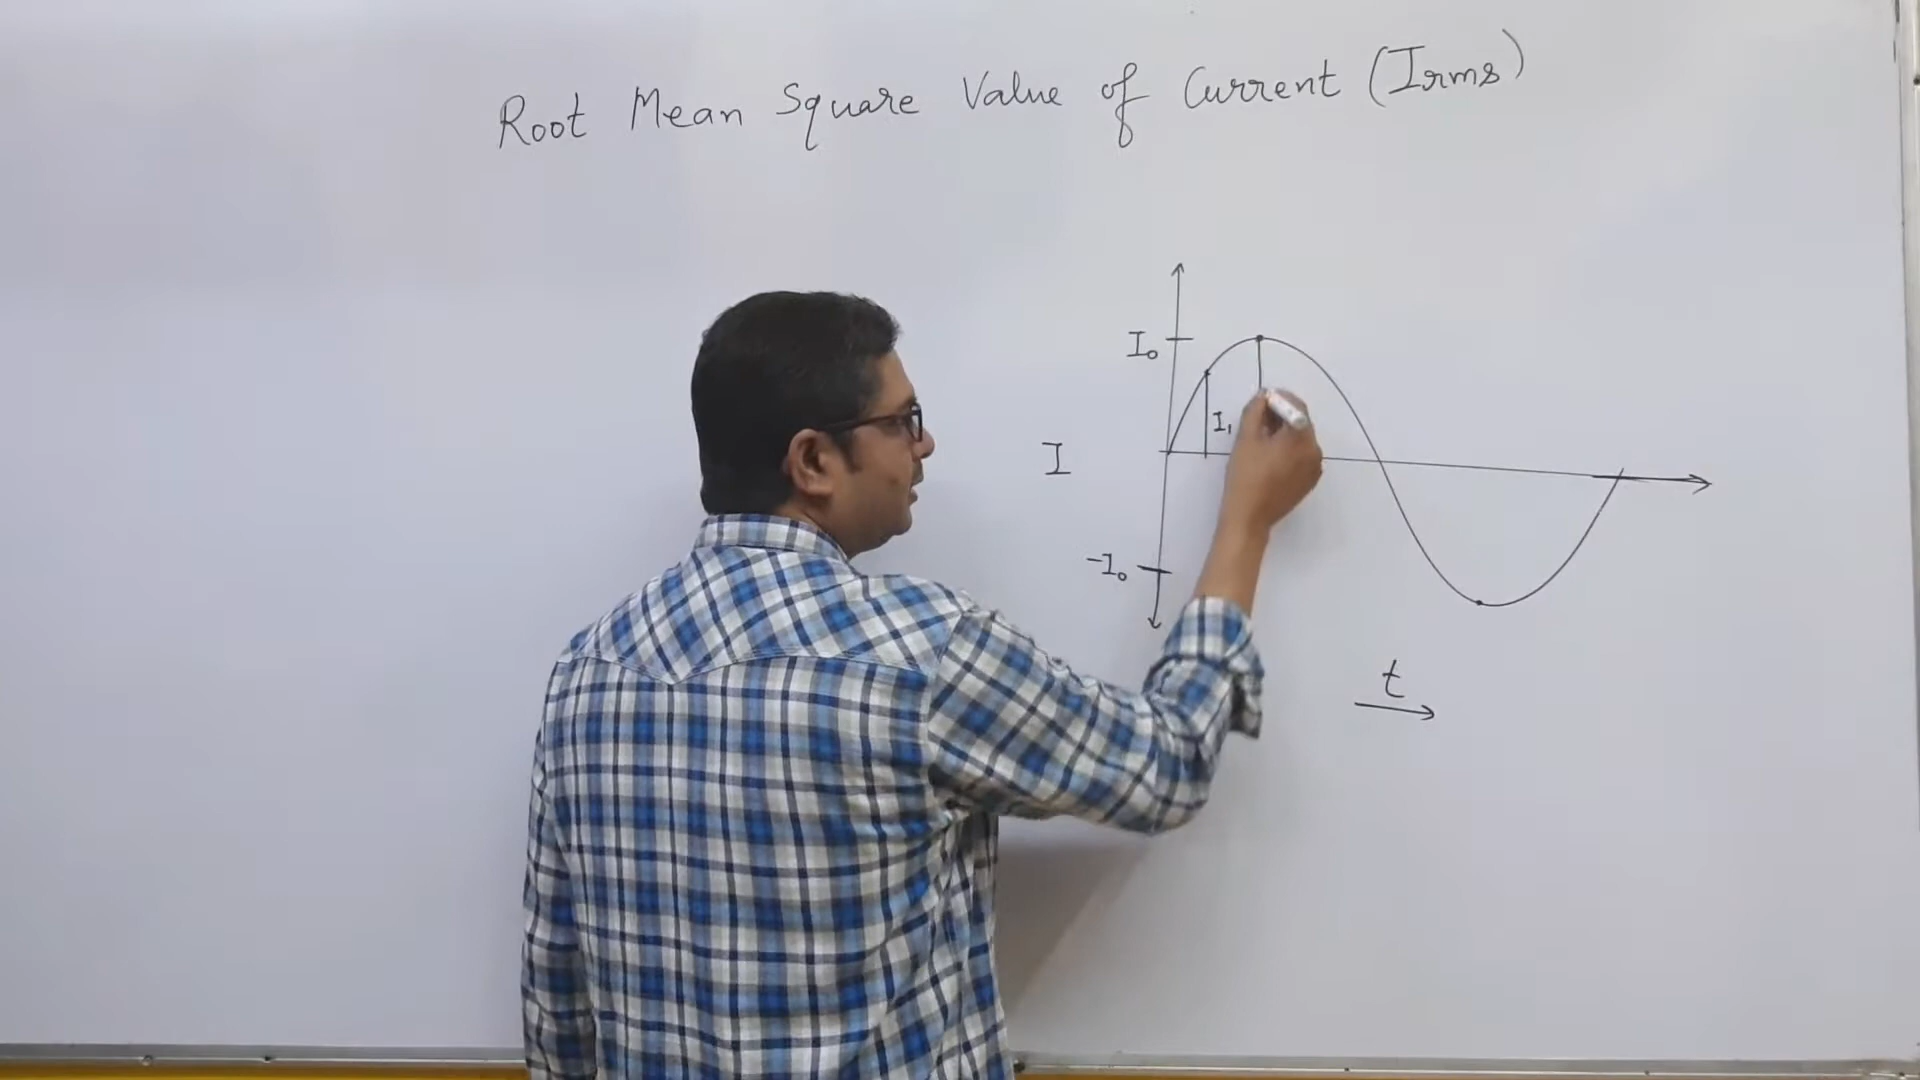 Root Mean Square Value of Current (Irms)
I₀
I₁
I
-I₀
t